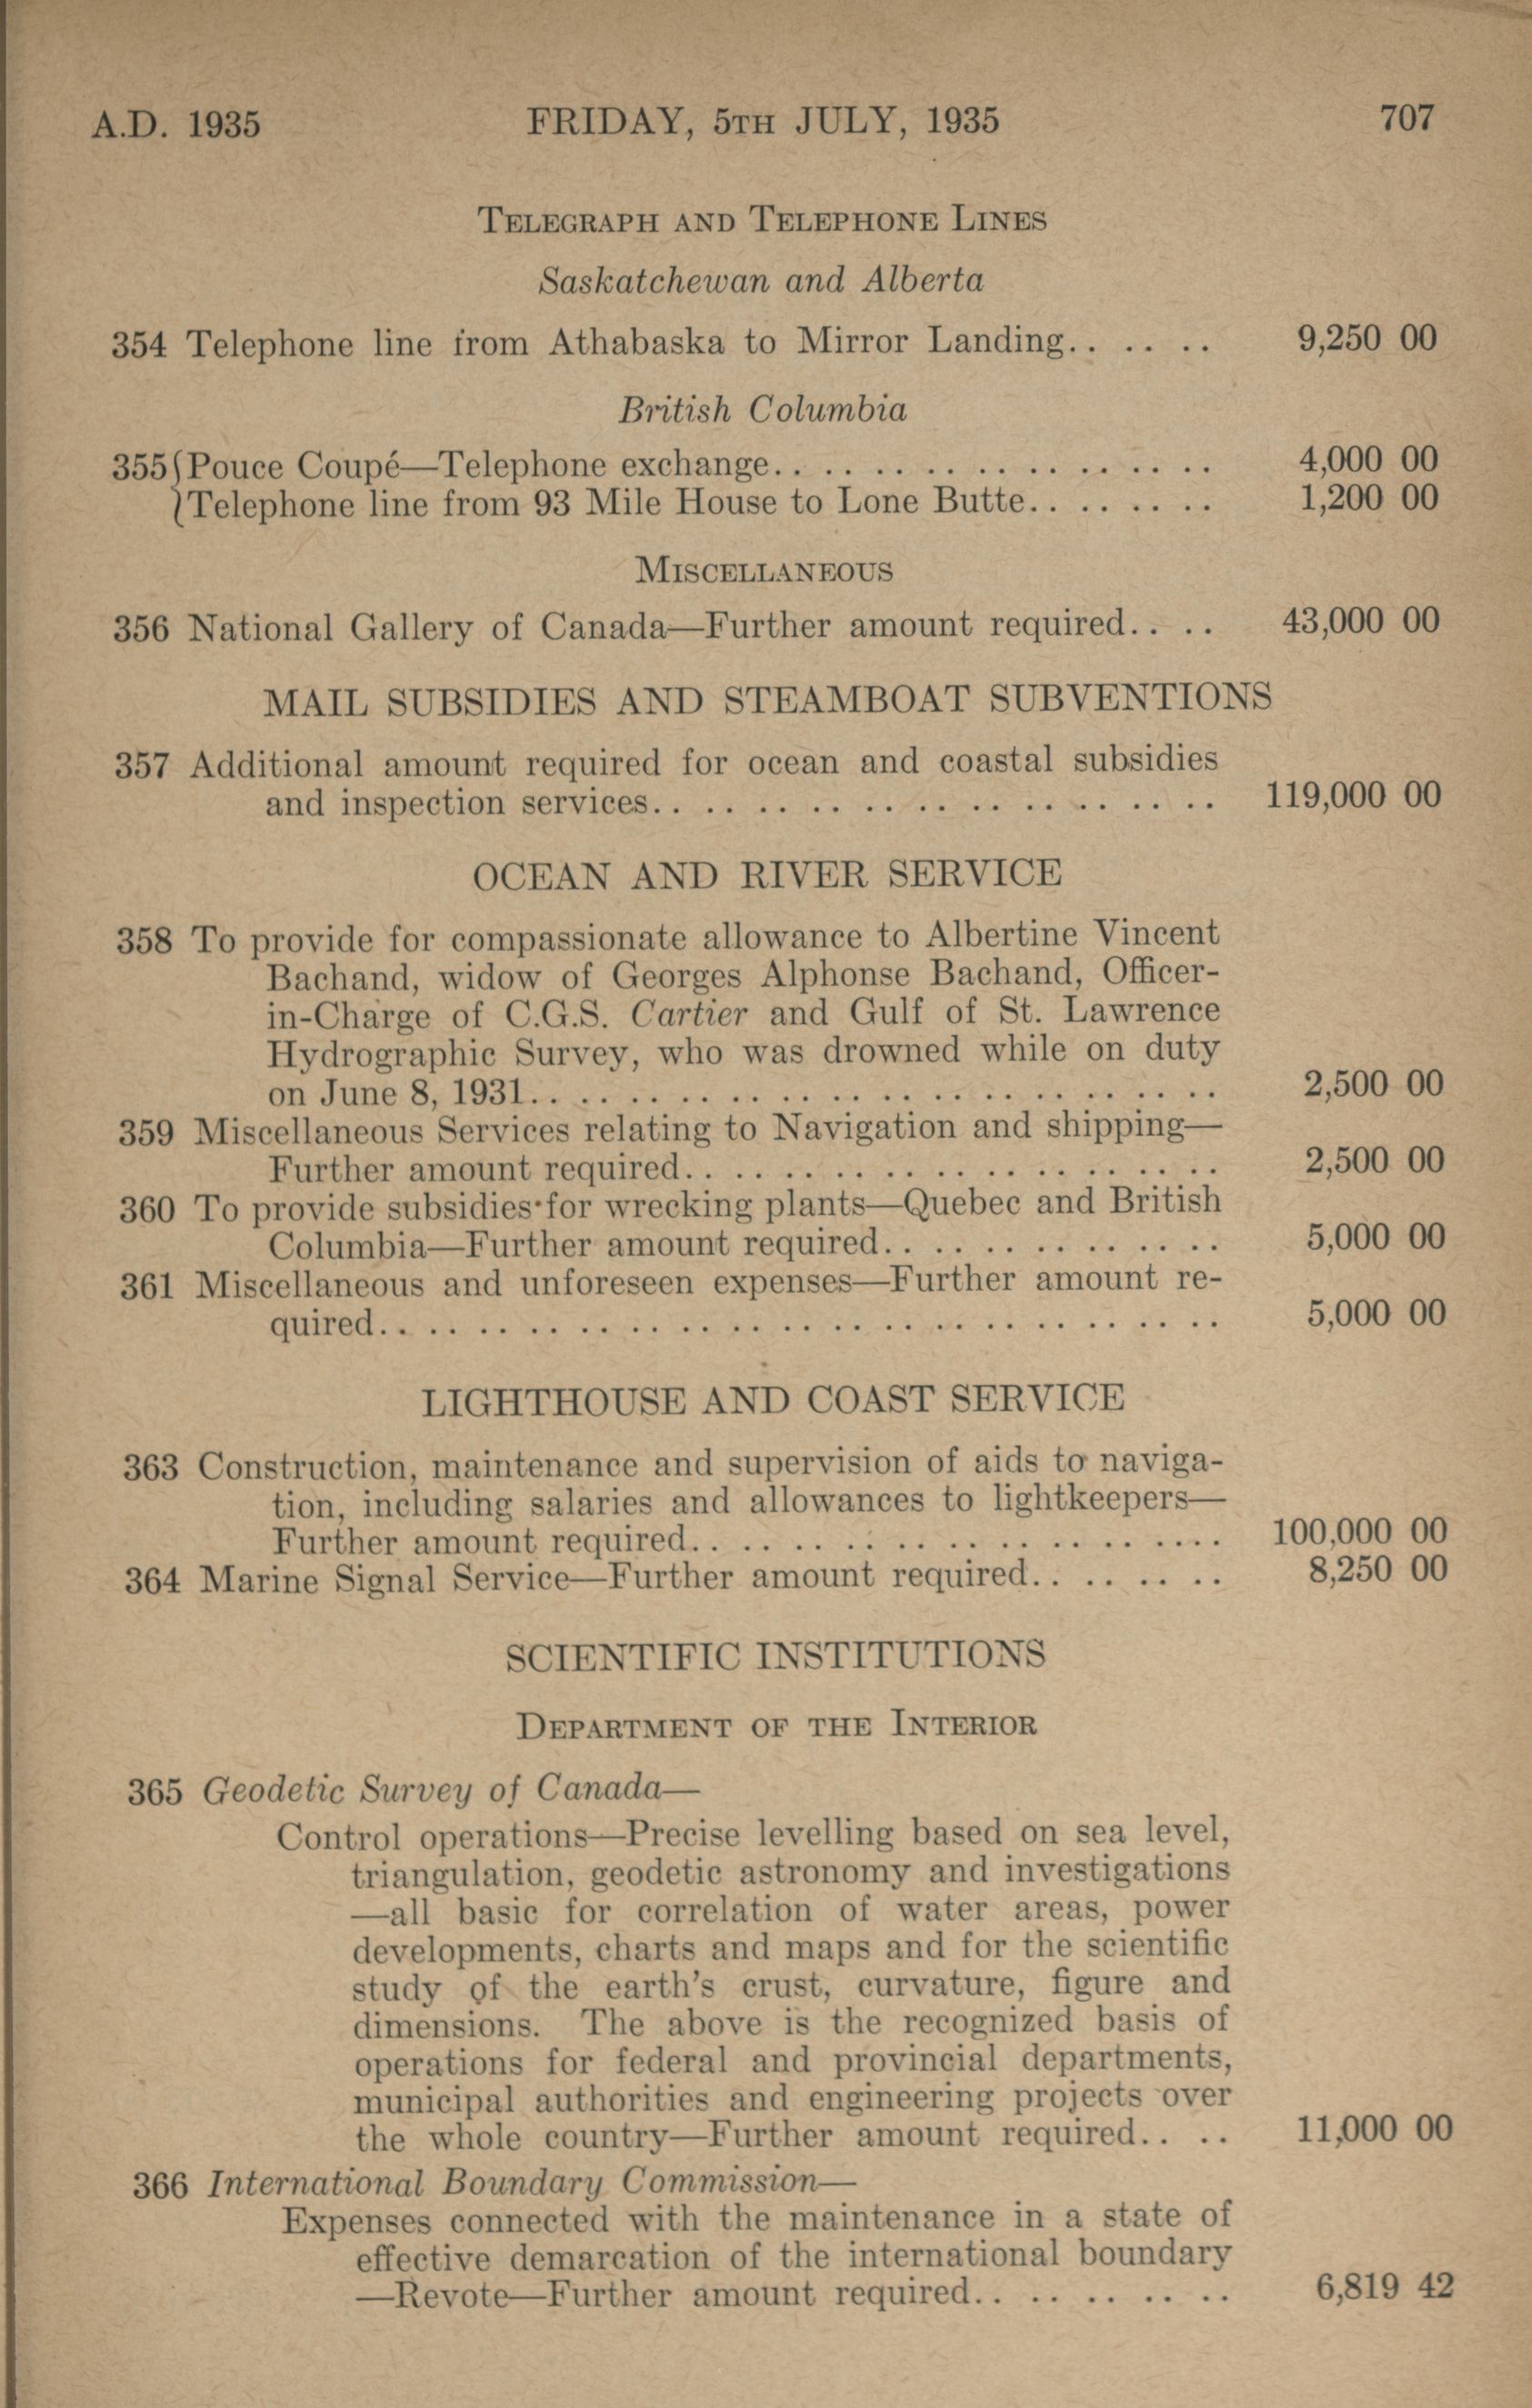 A.D. 1935 FRIDAY, 5TH JULY, 1935 707
TELEGRAPH AND TELEPHONE LINES
Saskatchewan and Alberta
354 Telephone line from Athabaska to Mirror Landing.. .. .. 9,250 00
British Columbia
355 { Pouce Coupé—Telephone exchange.. .. .. .. .. .. .. .. .. 4,000 00
{ Telephone line from 93 Mile House to Lone Butte.. .. .. .. 1,200 00
MISCELLANEOUS
356 National Gallery of Canada—Further amount required.. .. 43,000 00
MAIL SUBSIDIES AND STEAMBOAT SUBVENTIONS
357 Additional amount required for ocean and coastal subsidies
and inspection services.. .. .. .. .. .. .. .. .. .. .. 119,000 00
OCEAN AND RIVER SERVICE
358 To provide for compassionate allowance to Albertine Vincent
Bachand, widow of Georges Alphonse Bachand, Officer-
in-Charge of C.G.S. Cartier and Gulf of St. Lawrence
Hydrographic Survey, who was drowned while on duty
on June 8, 1931.. .. .. .. .. .. .. .. .. .. .. .. .. .. 2,500 00
359 Miscellaneous Services relating to Navigation and shipping—
Further amount required.. .. .. .. .. .. .. .. .. .. .. 2,500 00
360 To provide subsidies for wrecking plants—Quebec and British
Columbia—Further amount required.. .. .. .. .. .. .. 5,000 00
361 Miscellaneous and unforeseen expenses—Further amount re-
quired.. .. .. .. .. .. .. .. .. .. .. .. .. .. .. .. .. 5,000 00
LIGHTHOUSE AND COAST SERVICE
363 Construction, maintenance and supervision of aids to naviga-
tion, including salaries and allowances to lightkeepers—
Further amount required.. .. .. .. .. .. .. .. .. .. .. 100,000 00
364 Marine Signal Service—Further amount required.. .. .. .. 8,250 00
SCIENTIFIC INSTITUTIONS
DEPARTMENT OF THE INTERIOR
365 Geodetic Survey of Canada—
Control operations—Precise levelling based on sea level,
triangulation, geodetic astronomy and investigations
—all basic for correlation of water areas, power
developments, charts and maps and for the scientific
study of the earth's crust, curvature, figure and
dimensions. The above is the recognized basis of
operations for federal and provincial departments,
municipal authorities and engineering projects over
the whole country—Further amount required.. .. 11,000 00
366 International Boundary Commission—
Expenses connected with the maintenance in a state of
effective demarcation of the international boundary
—Revote—Further amount required.. .. .. .. .. 6,819 42